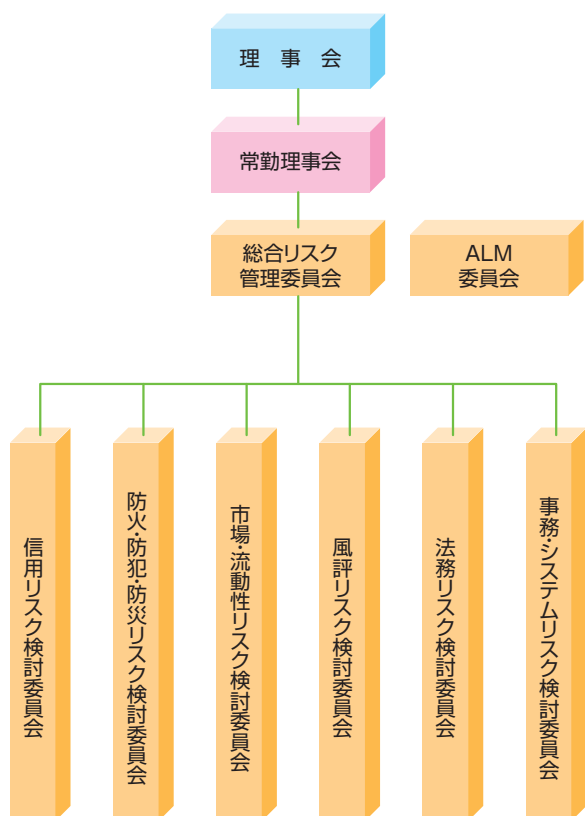 理事会
常勤理事会
総合リスク
管理委員会
ALM
委員会
信用リスク検討委員会
防火・防犯・防災リスク検討委員会
市場・流動性リスク検討委員会
風評リスク検討委員会
法務リスク検討委員会
事務・システムリスク検討委員会